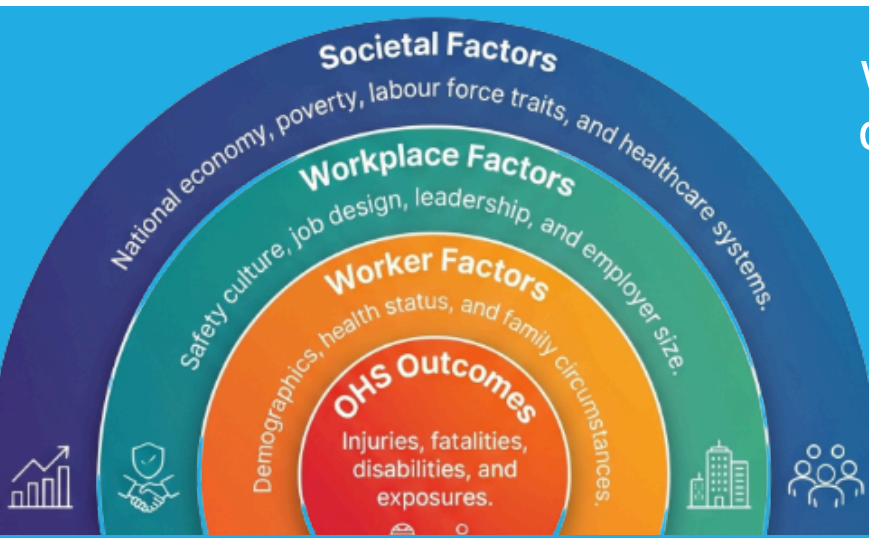 Societal Factors
National economy, poverty, labour force traits, and healthcare systems.
Workplace Factors
Safety culture, job design, leadership, and employer size.
Worker Factors
Demographics, health status, and family circumstances.
OHS Outcomes
Injuries, fatalities,
disabilities, and
exposures.